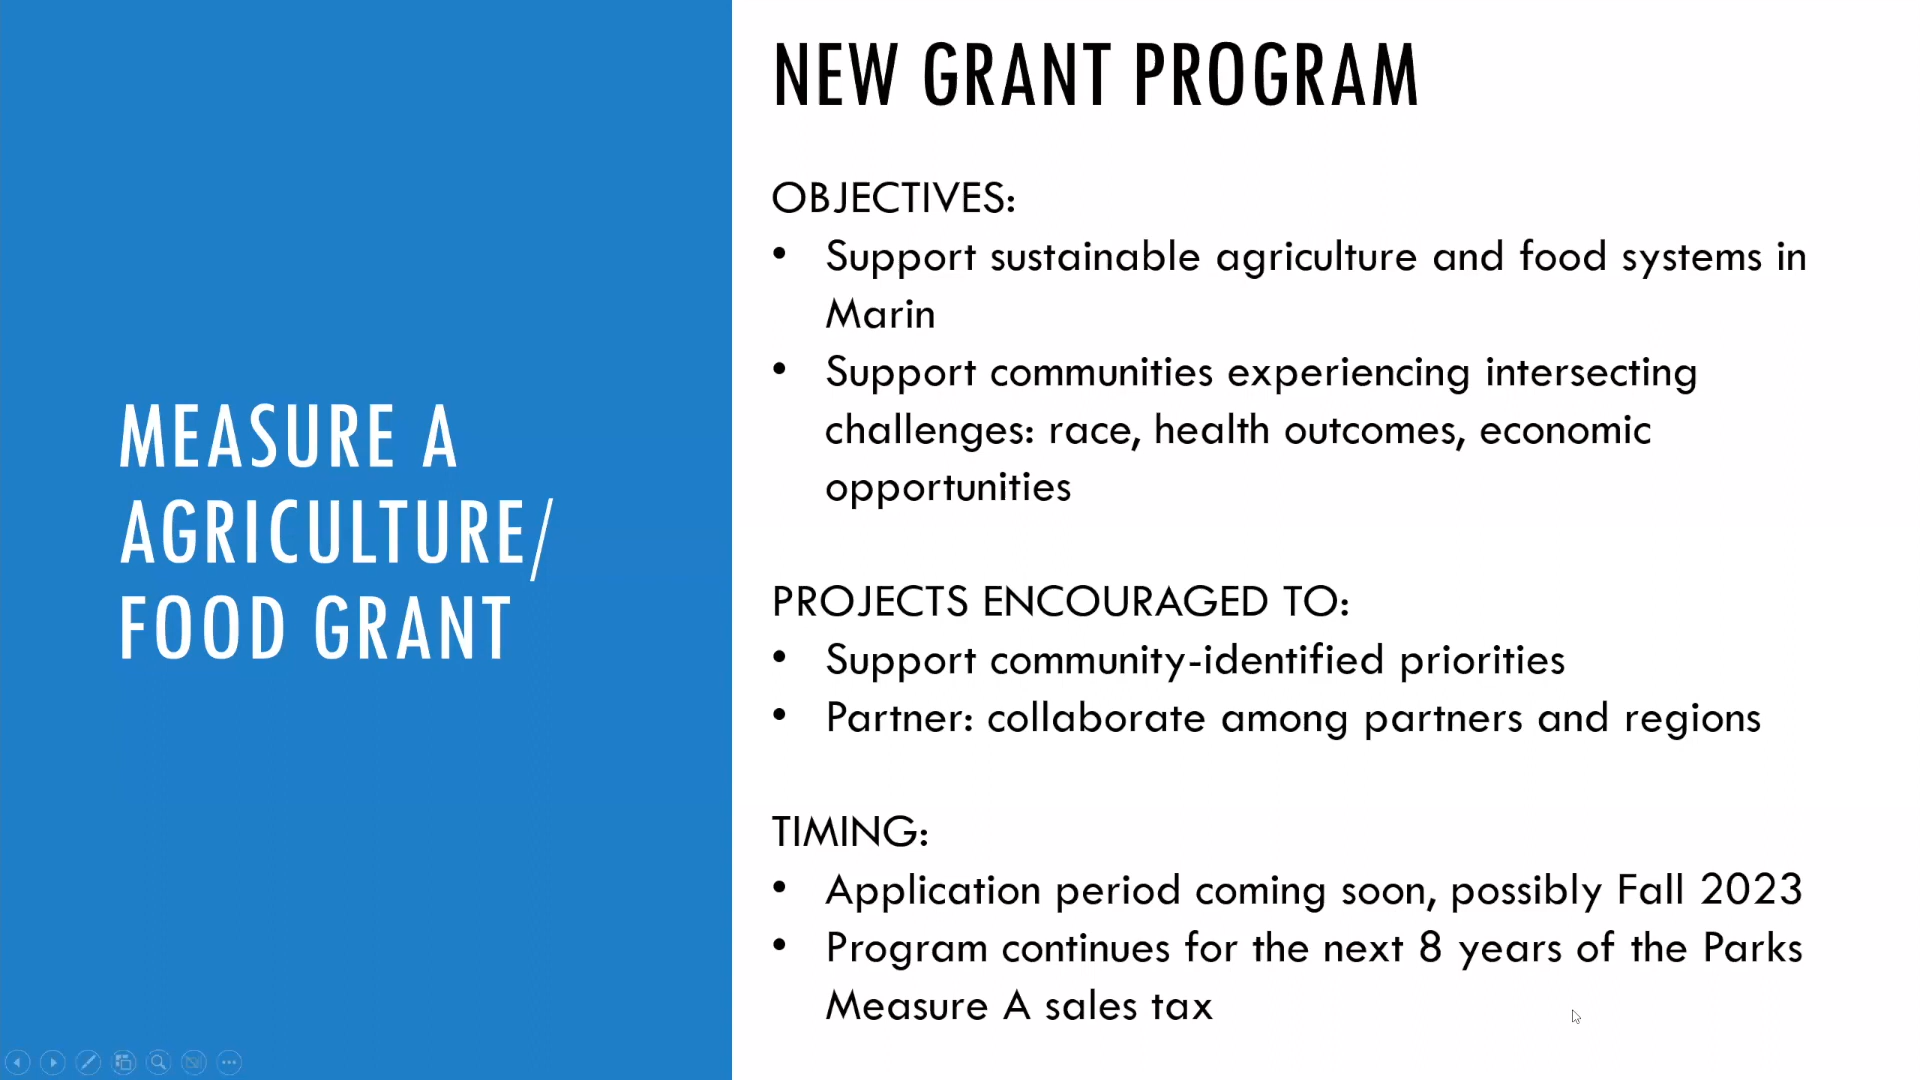 MEASURE A
AGRICULTURE/
FOOD GRANT
NEW GRANT PROGRAM
OBJECTIVES:
• Support sustainable agriculture and food systems in
Marin
• Support communities experiencing intersecting
challenges: race, health outcomes, economic
opportunities
PROJECTS ENCOURAGED TO:
• Support community-identified priorities
• Partner: collaborate among partners and regions
TIMING:
• Application period coming soon, possibly Fall 2023
• Program continues for the next 8 years of the Parks
Measure A sales tax